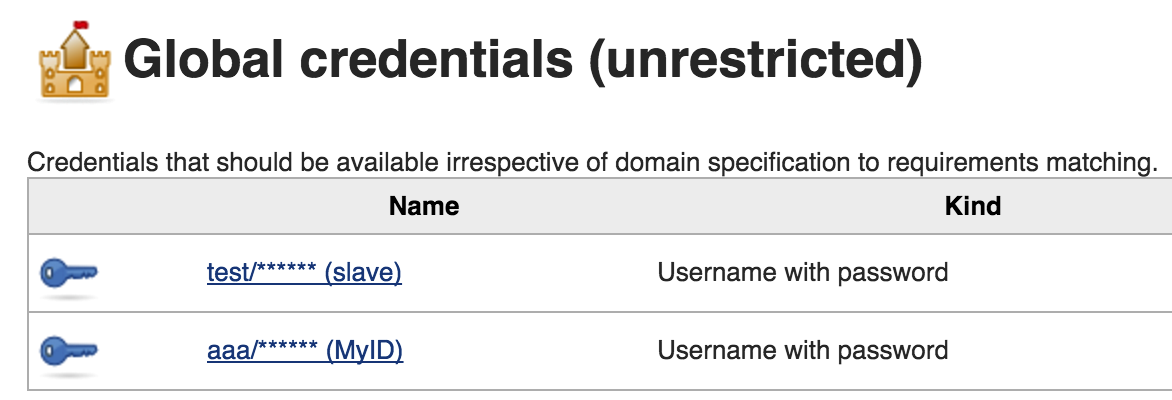 Global credentials (unrestricted)
Credentials that should be available irrespective of domain specification to requirements matching.
Name Kind
test/****** (slave) Username with password
aaa/****** (MyID) Username with password